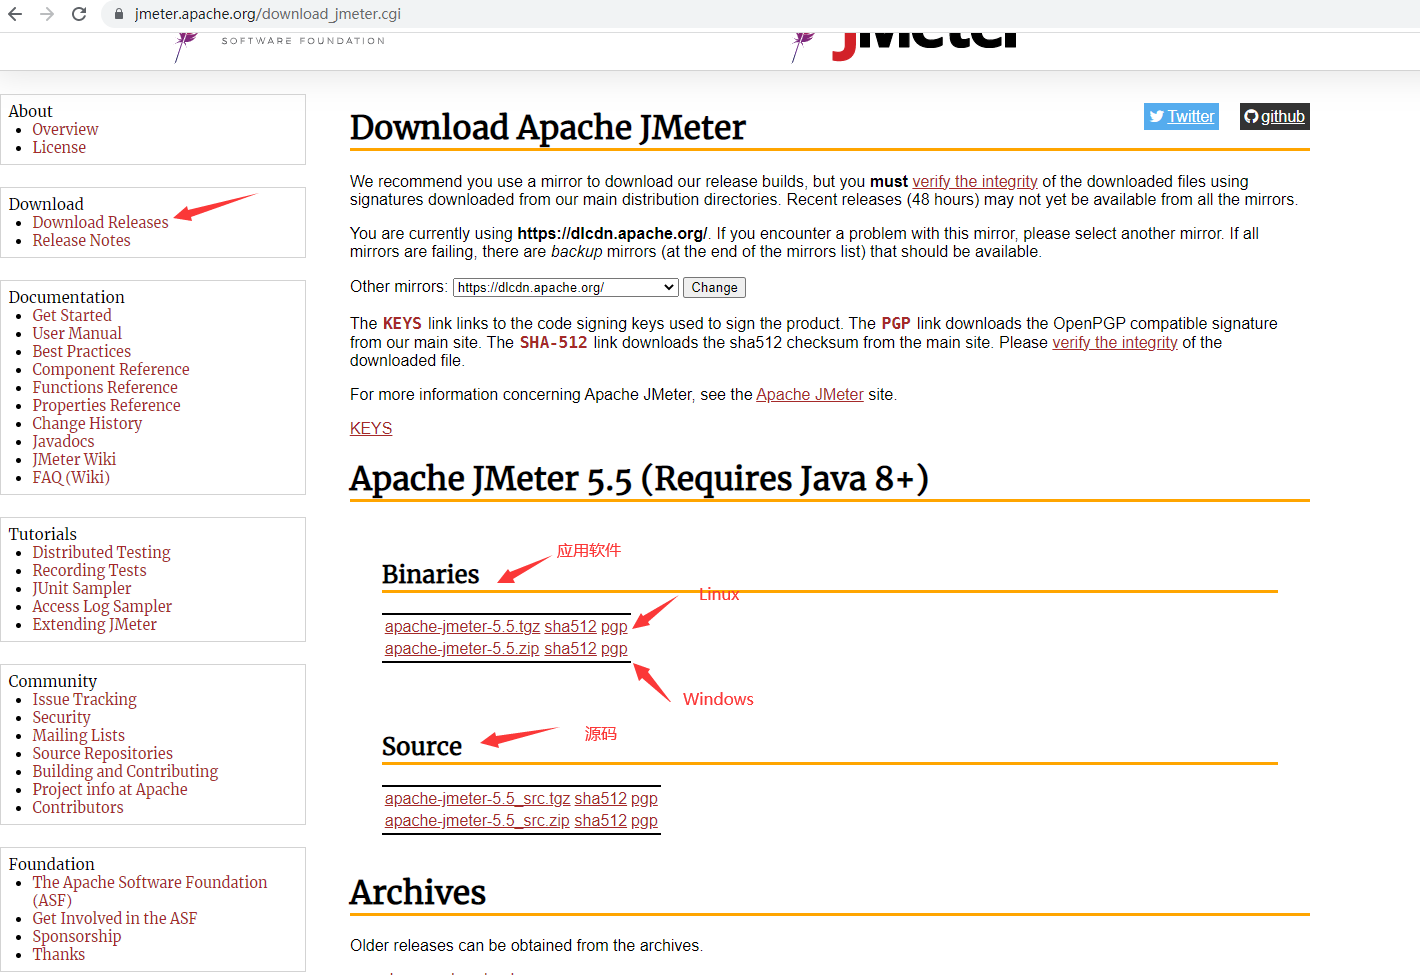 jmeter.apache.org/download_jmeter.cgi
SOFTWARE FOUNDATION
JMeter
About
Overview
License
Download
Download Releases
Release Notes
Documentation
Get Started
User Manual
Best Practices
Component Reference
Functions Reference
Properties Reference
Change History
Javadocs
JMeter Wiki
FAQ (Wiki)
Tutorials
Distributed Testing
Recording Tests
JUnit Sampler
Access Log Sampler
Extending JMeter
Community
Issue Tracking
Security
Mailing Lists
Source Repositories
Building and Contributing
Project info at Apache
Contributors
Foundation
The Apache Software Foundation
(ASF)
Get Involved in the ASF
Sponsorship
Thanks
Twitter
github
Download Apache JMeter
We recommend you use a mirror to download our release builds, but you must verify the integrity of the downloaded files using
signatures downloaded from our main distribution directories. Recent releases (48 hours) may not yet be available from all the mirrors.
You are currently using https://dlcdn.apache.org/. If you encounter a problem with this mirror, please select another mirror. If all
mirrors are failing, there are backup mirrors (at the end of the mirrors list) that should be available.
Other mirrors: https://dlcdn.apache.org/ Change
The KEYS link links to the code signing keys used to sign the product. The PGP link downloads the OpenPGP compatible signature
from our main site. The SHA-512 link downloads the sha512 checksum from the main site. Please verify the integrity of the
downloaded file.
For more information concerning Apache JMeter, see the Apache JMeter site.
KEYS
Apache JMeter 5.5 (Requires Java 8+)
应用软件
Binaries
Linux
apache-jmeter-5.5.tgz sha512 pgp
apache-jmeter-5.5.zip sha512 pgp
Windows
源码
Source
apache-jmeter-5.5_src.tgz sha512 pgp
apache-jmeter-5.5_src.zip sha512 pgp
Archives
Older releases can be obtained from the archives.